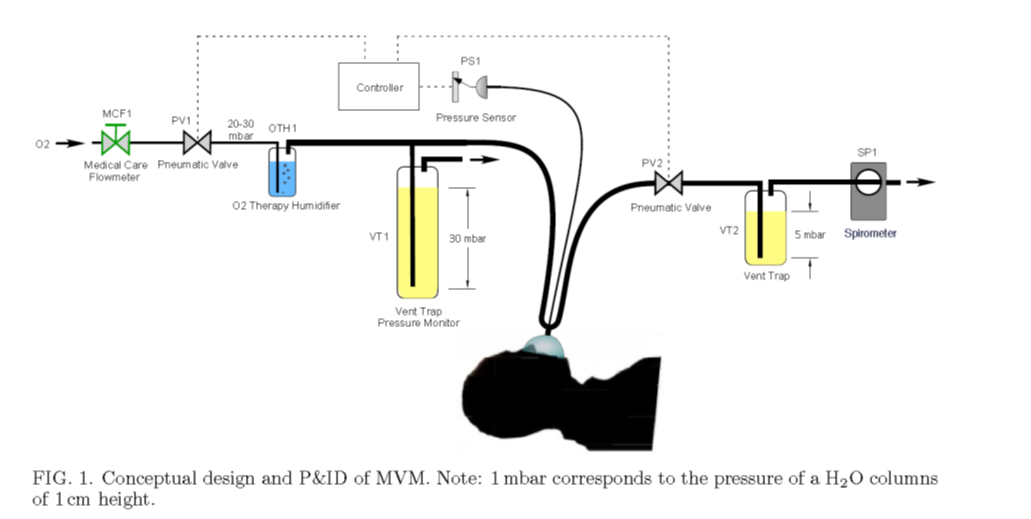 PS1
Controller
Pressure Sensor
MCF1
PV1
20-30
mbar
OTH1
O2
Medical Care
Flowmeter
Pneumatic Valve
O2 Therapy Humidifier
VT1
30 mbar
Vent Trap
Pressure Monitor
PV2
Pneumatic Valve
SP1
VT2
5 mbar
Spirometer
Vent Trap
FIG. 1. Conceptual design and P&ID of MVM. Note: 1 mbar corresponds to the pressure of a H₂O columns
of 1 cm height.